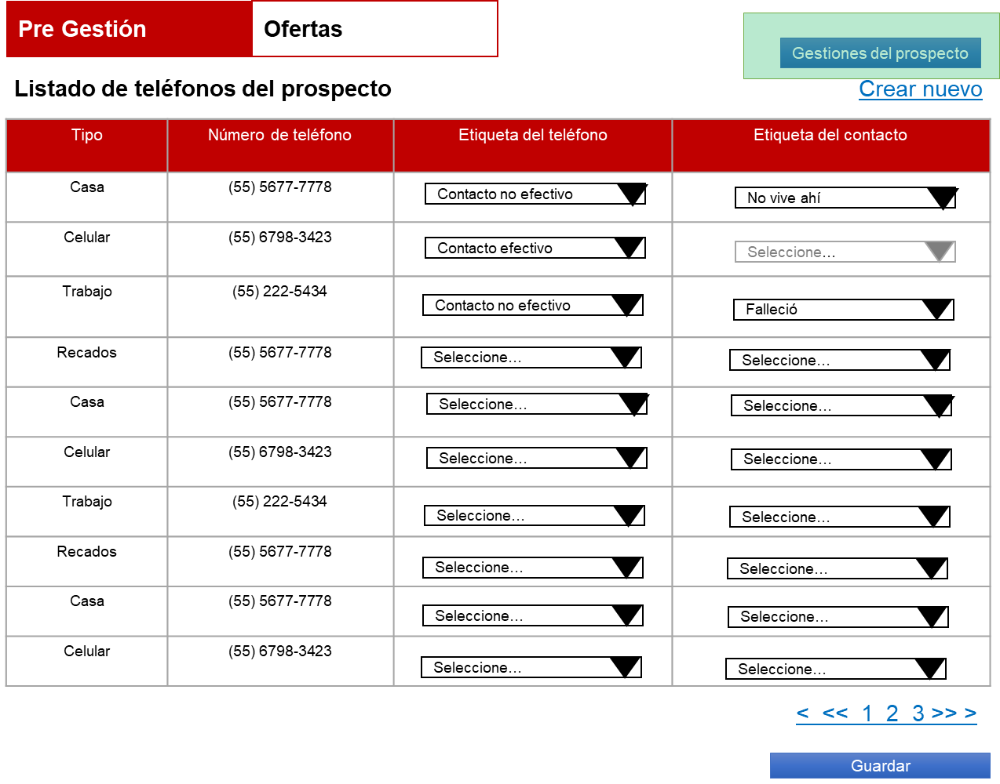 Pre Gestión Ofertas
Gestiones del prospecto
Listado de teléfonos del prospecto Crear nuevo
Tipo Número de teléfono Etiqueta del teléfono Etiqueta del contacto
Casa (55) 5677-7778 Contacto no efectivo No vive ahí
Celular (55) 6798-3423 Contacto efectivo Seleccione...
Trabajo (55) 222-5434 Contacto no efectivo Falleció
Recados (55) 5677-7778 Seleccione... Seleccione...
Casa (55) 5677-7778 Seleccione... Seleccione...
Celular (55) 6798-3423 Seleccione... Seleccione...
Trabajo (55) 222-5434 Seleccione... Seleccione...
Recados (55) 5677-7778 Seleccione... Seleccione...
Casa (55) 5677-7778 Seleccione... Seleccione...
Celular (55) 6798-3423 Seleccione... Seleccione...
< << 1 2 3 >> >
Guardar